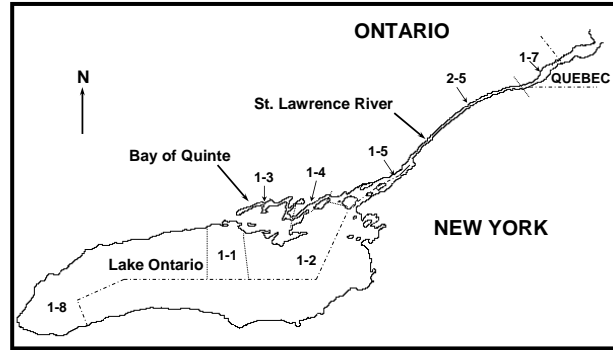 ONTARIO
1-7
N
2-5
QUEBEC
St. Lawrence River
Bay of Quinte
1-5
1-3
1-4
NEW YORK
Lake Ontario
1-1
1-2
1-8